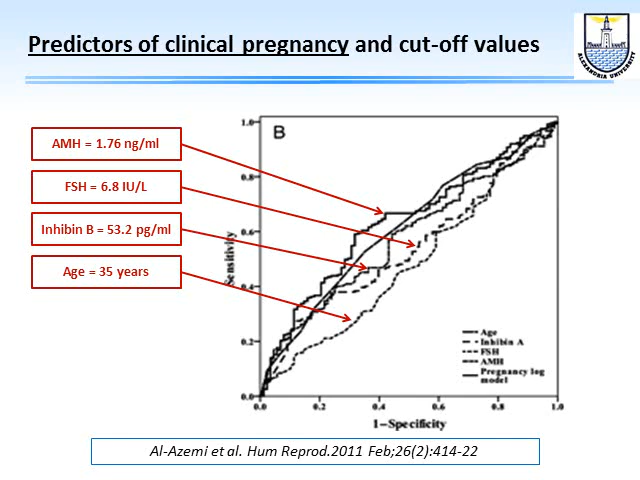 Predictors of clinical pregnancy and cut-off values
ALEXANDRIA UNIVERSITY
AMH = 1.76 ng/ml
FSH = 6.8 IU/L
Inhibin B = 53.2 pg/ml
Age = 35 years
B
1.0
0.8
0.6
0.4
0.2
0.0
Sensitivity
0.0 0.2 0.4 0.6 0.8 1.0
1-Specificity
Age
Inhibin A
FSH
AMH
Pregnancy log
model
Al-Azemi et al. Hum Reprod.2011 Feb;26(2):414-22